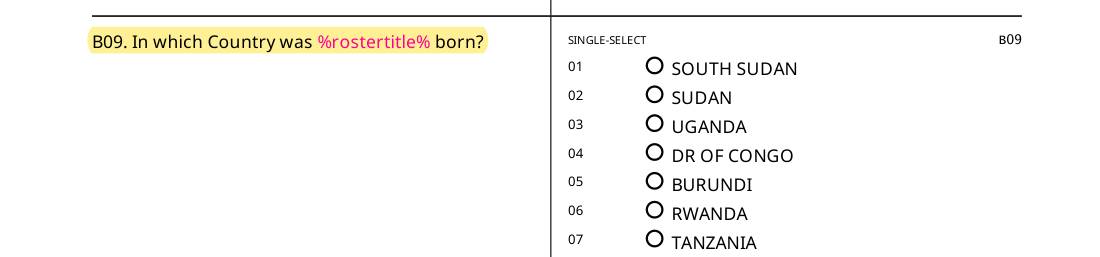 B09. In which Country was %rostertitle% born?
SINGLE-SELECT B09
01 SOUTH SUDAN
02 SUDAN
03 UGANDA
04 DR OF CONGO
05 BURUNDI
06 RWANDA
07 TANZANIA